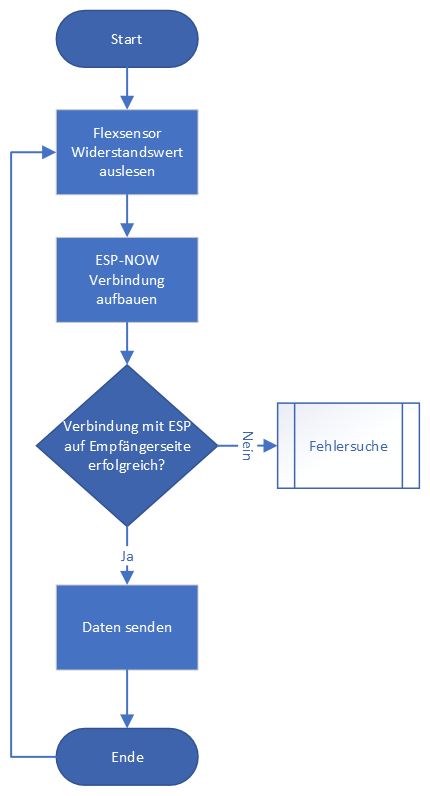 Start
Flexsensor
Widerstandswert
auslesen
ESP-NOW
Verbindung
aufbauen
Verbindung mit ESP
auf Empfängerseite
erfolgreich?
Nein
Fehlersuche
Ja
Daten senden
Ende